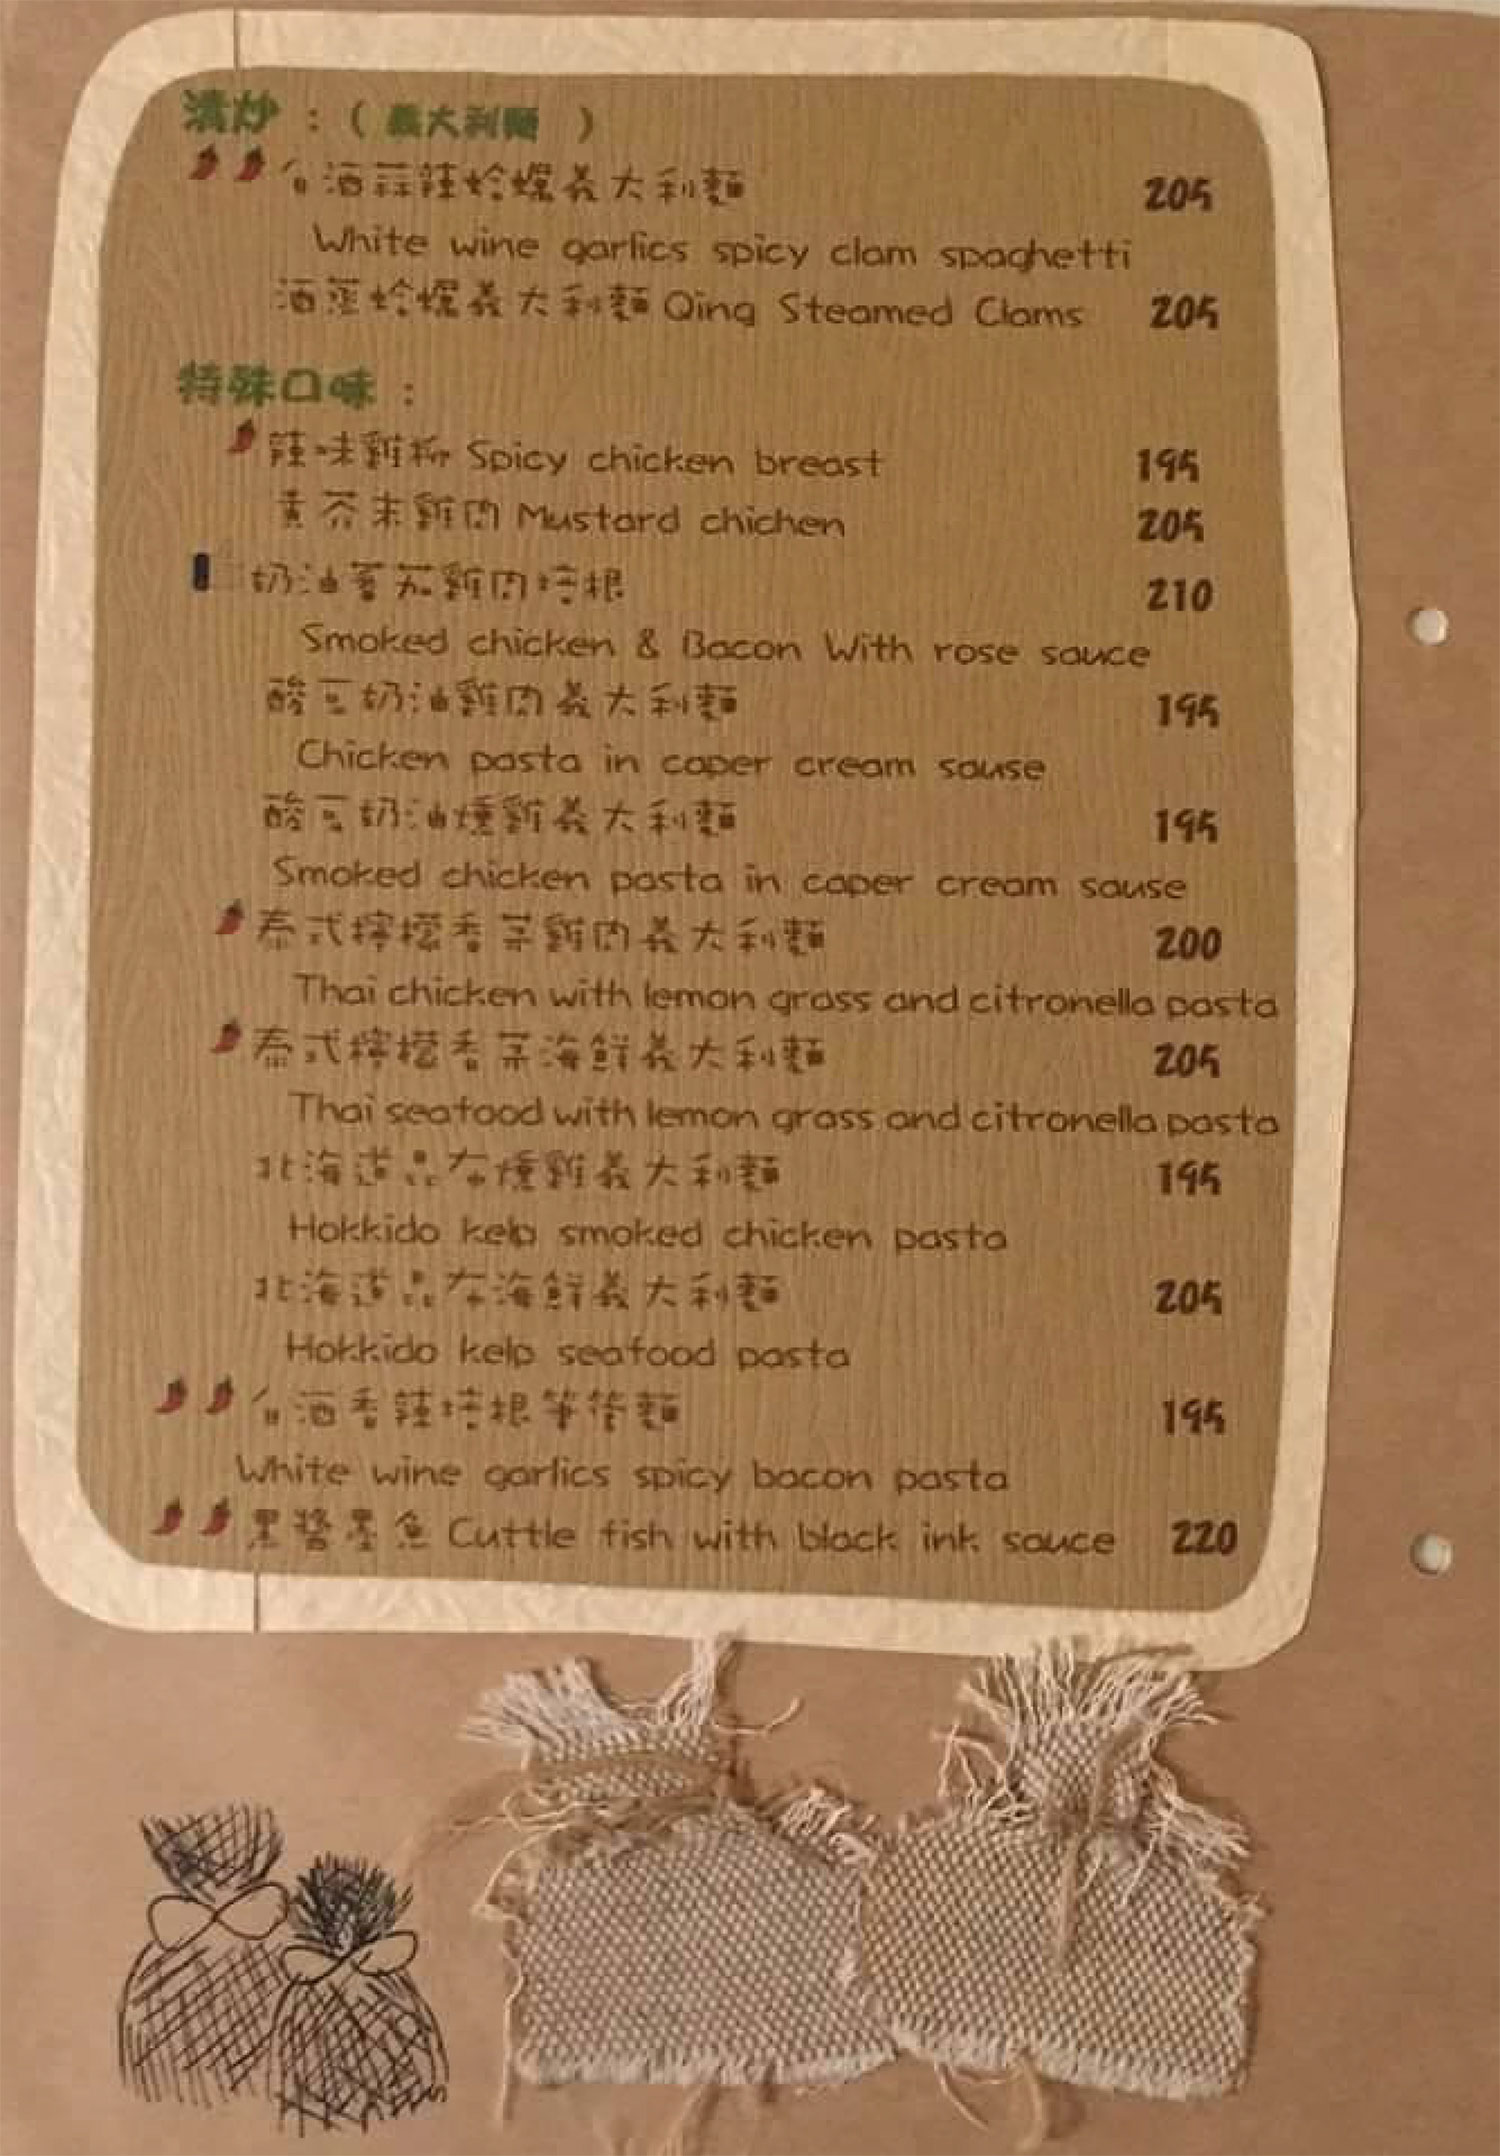 清炒：( 義大利麵 )
白酒蒜辣蛤蠣義大利麵 205
White wine garlics spicy clam spaghetti
酒蒸蛤蠣義大利麵 Qing Steamed Clams 205
特殊口味：
辣味雞柳 Spicy chicken breast 195
黃芥末雞肉 Mustard chichen 205
奶油蕃茄雞肉培根 210
Smoked chicken & Bacon With rose sauce
酸豆奶油雞肉義大利麵 195
Chicken pasta in caper cream sause
酸豆奶油燻雞義大利麵 195
Smoked chicken pasta in caper cream sause
泰式檸檬香菜雞肉義大利麵 200
Thai chicken with lemon grass and citronella pasta
泰式檸檬香菜海鮮義大利麵 205
Thai seafood with lemon grass and citronella pasta
北海道昆布燻雞義大利麵 195
Hokkido kelp smoked chicken pasta
北海道昆布海鮮義大利麵 205
Hokkido kelp seafood pasta
白酒香辣培根筆管麵 195
White wine garlics spicy bacon pasta
黑醬墨魚 Cuttle fish with black ink sauce 220